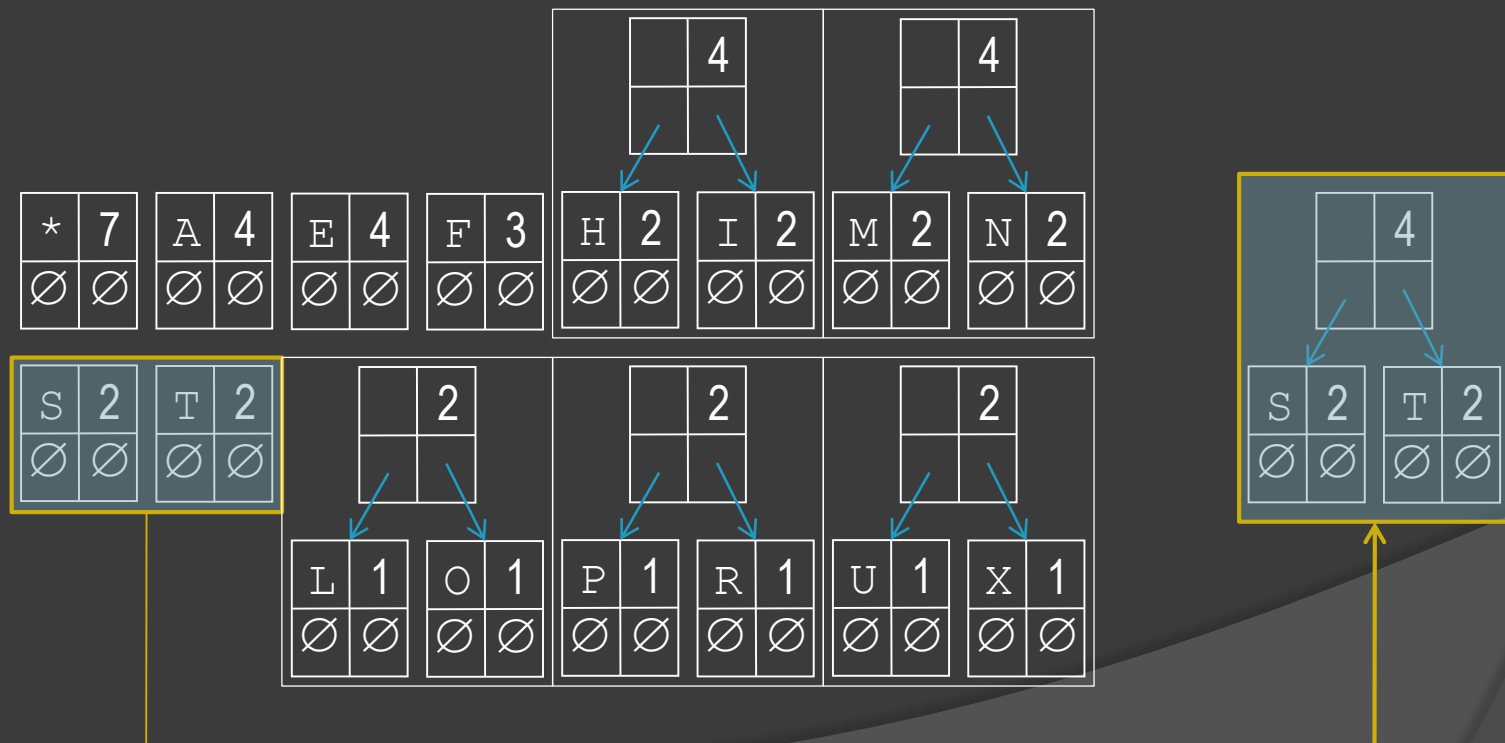 4 4
* 7 A 4 E 4 F 3 H 2 I 2 M 2 N 2 4
∅ ∅ ∅ ∅ ∅ ∅ ∅ ∅ ∅ ∅ ∅ ∅ ∅ ∅ ∅ ∅
S 2 T 2 2 2 2 S 2 T 2
∅ ∅ ∅ ∅ ∅ ∅ ∅ ∅
L 1 O 1 P 1 R 1 U 1 X 1
∅ ∅ ∅ ∅ ∅ ∅ ∅ ∅ ∅ ∅ ∅ ∅